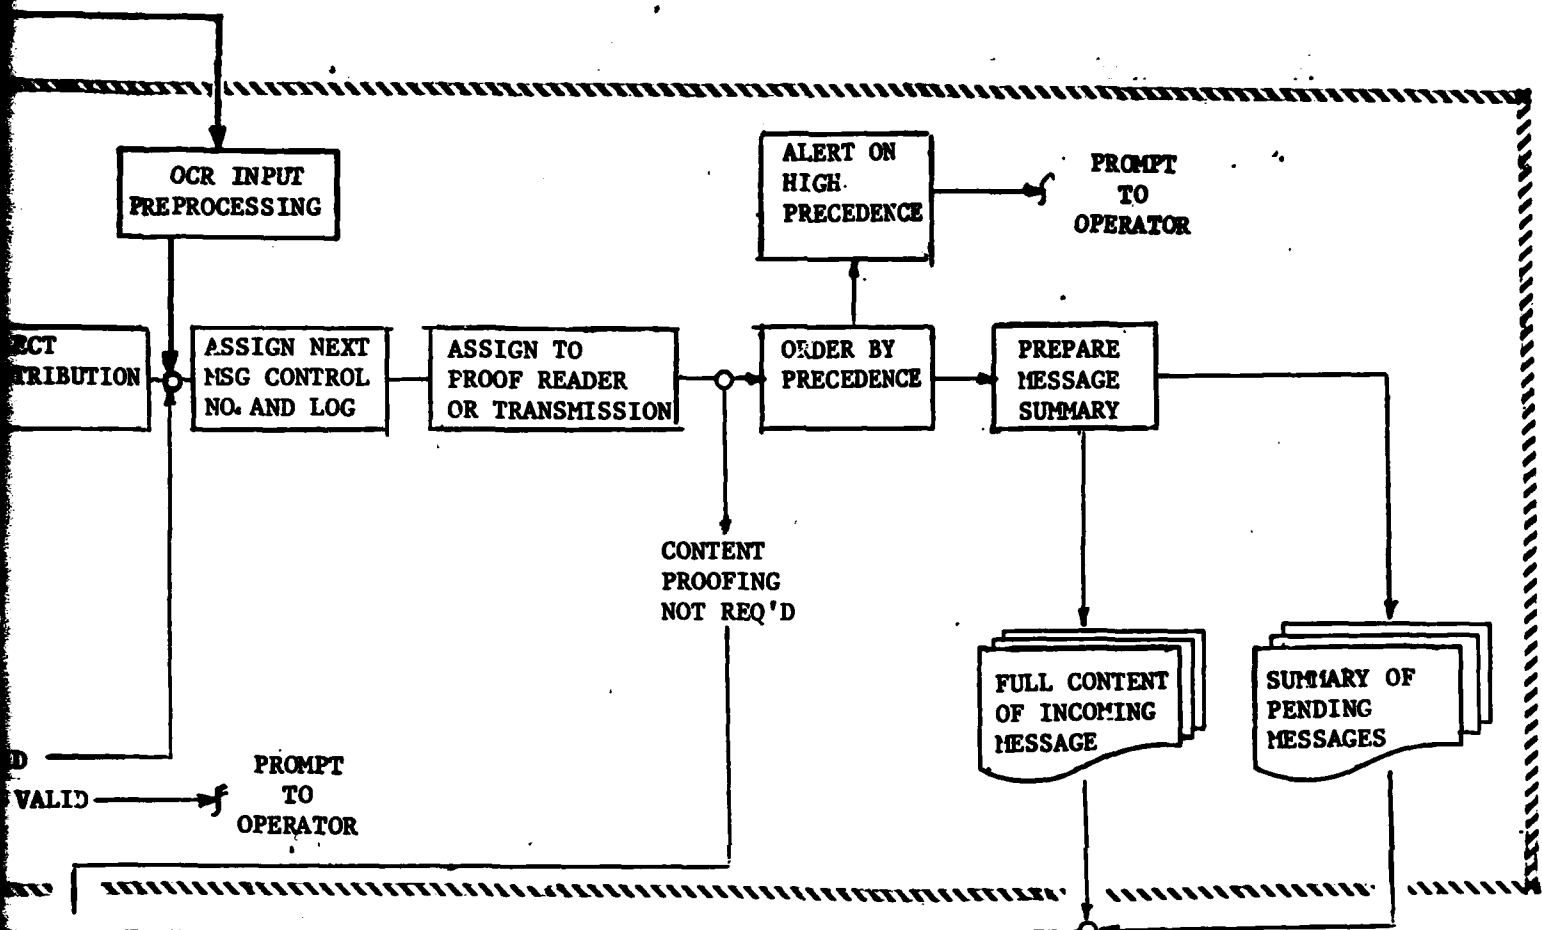 OCR INPUT
PREPROCESSING
ALERT ON
HIGH
PRECEDENCE
PROMPT
TO
OPERATOR
ECT
TRIBUTION
ASSIGN NEXT
MSG CONTROL
NO. AND LOG
ASSIGN TO
PROOF READER
OR TRANSMISSION
ORDER BY
PRECEDENCE
PREPARE
MESSAGE
SUMMARY
CONTENT
PROOFING
NOT REQ'D
FULL CONTENT
OF INCOMING
MESSAGE
SUMMARY OF
PENDING
MESSAGES
D
VALID
PROMPT
TO
OPERATOR